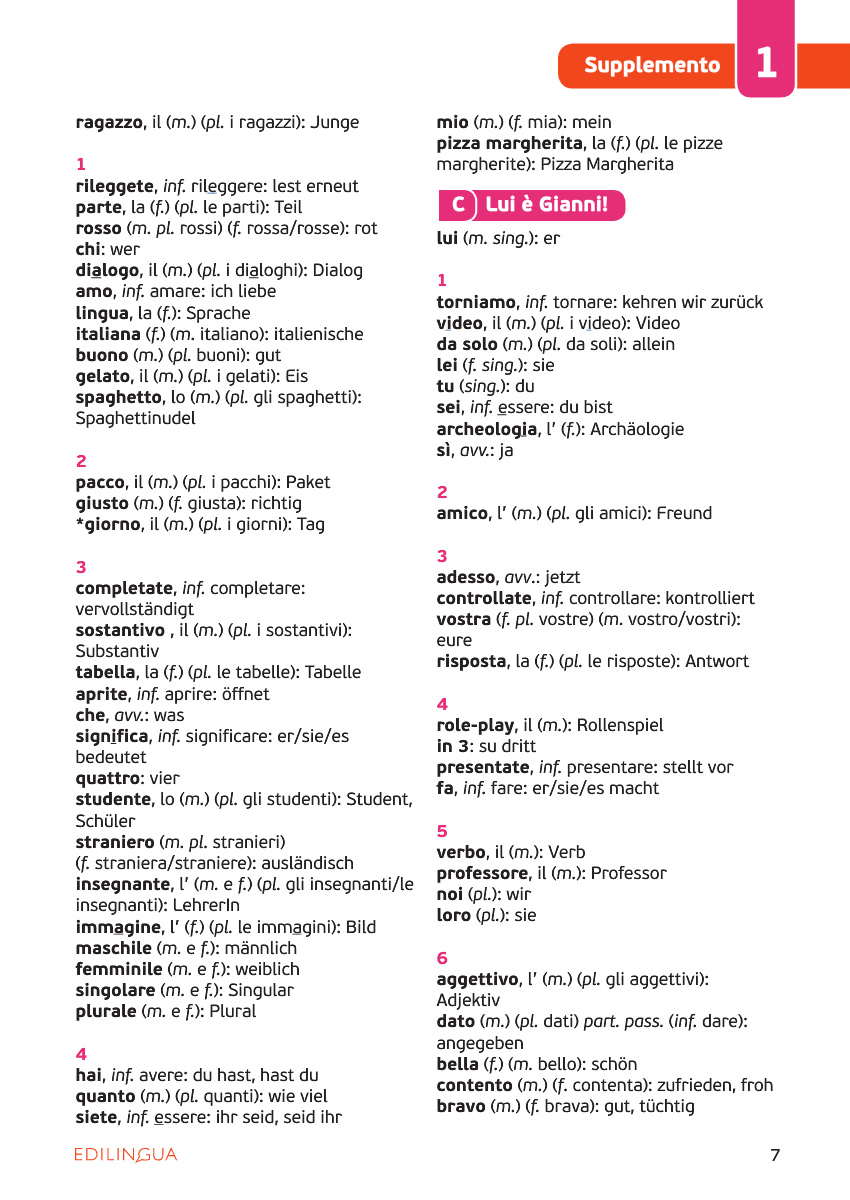 Supplemento 1
ragazzo, il (m.) (pl. i ragazzi): Junge
1
rileggete, inf. rileggere: lest erneut
parte, la (f.) (pl. le parti): Teil
rosso (m. pl. rossi) (f. rossa/rosse): rot
chi: wer
dialogo, il (m.) (pl. i dialoghi): Dialog
amo, inf. amare: ich liebe
lingua, la (f.): Sprache
italiana (f.) (m. italiano): italienische
buono (m.) (pl. buoni): gut
gelato, il (m.) (pl. i gelati): Eis
spaghetto, lo (m.) (pl. gli spaghetti):
Spaghettinudel
2
pacco, il (m.) (pl. i pacchi): Paket
giusto (m.) (f. giusta): richtig
*giorno, il (m.) (pl. i giorni): Tag
3
completate, inf. completare:
vervollständigt
sostantivo , il (m.) (pl. i sostantivi):
Substantiv
tabella, la (f.) (pl. le tabelle): Tabelle
aprite, inf. aprire: öffnet
che, avv.: was
significa, inf. significare: er/sie/es
bedeutet
quattro: vier
studente, lo (m.) (pl. gli studenti): Student,
Schüler
straniero (m. pl. stranieri)
(f. straniera/straniere): ausländisch
insegnante, l’ (m. e f.) (pl. gli insegnanti/le
insegnanti): LehrerIn
immagine, l’ (f.) (pl. le immagini): Bild
maschile (m. e f.): männlich
femminile (m. e f.): weiblich
singolare (m. e f.): Singular
plurale (m. e f.): Plural
4
hai, inf. avere: du hast, hast du
quanto (m.) (pl. quanti): wie viel
siete, inf. essere: ihr seid, seid ihr
mio (m.) (f. mia): mein
pizza margherita, la (f.) (pl. le pizze
margherite): Pizza Margherita
C Lui è Gianni!
lui (m. sing.): er
1
torniamo, inf. tornare: kehren wir zurück
video, il (m.) (pl. i video): Video
da solo (m.) (pl. da soli): allein
lei (f. sing.): sie
tu (sing.): du
sei, inf. essere: du bist
archeologia, l’ (f.): Archäologie
sì, avv.: ja
2
amico, l’ (m.) (pl. gli amici): Freund
3
adesso, avv.: jetzt
controllate, inf. controllare: kontrolliert
vostra (f. pl. vostre) (m. vostro/vostri):
eure
risposta, la (f.) (pl. le risposte): Antwort
4
role-play, il (m.): Rollenspiel
in 3: su dritt
presentate, inf. presentare: stellt vor
fa, inf. fare: er/sie/es macht
5
verbo, il (m.): Verb
professore, il (m.): Professor
noi (pl.): wir
loro (pl.): sie
6
aggettivo, l’ (m.) (pl. gli aggettivi):
Adjektiv
dato (m.) (pl. dati) part. pass. (inf. dare):
angegeben
bella (f.) (m. bello): schön
contento (m.) (f. contenta): zufrieden, froh
bravo (m.) (f. brava): gut, tüchtig
EDILINGUA
7